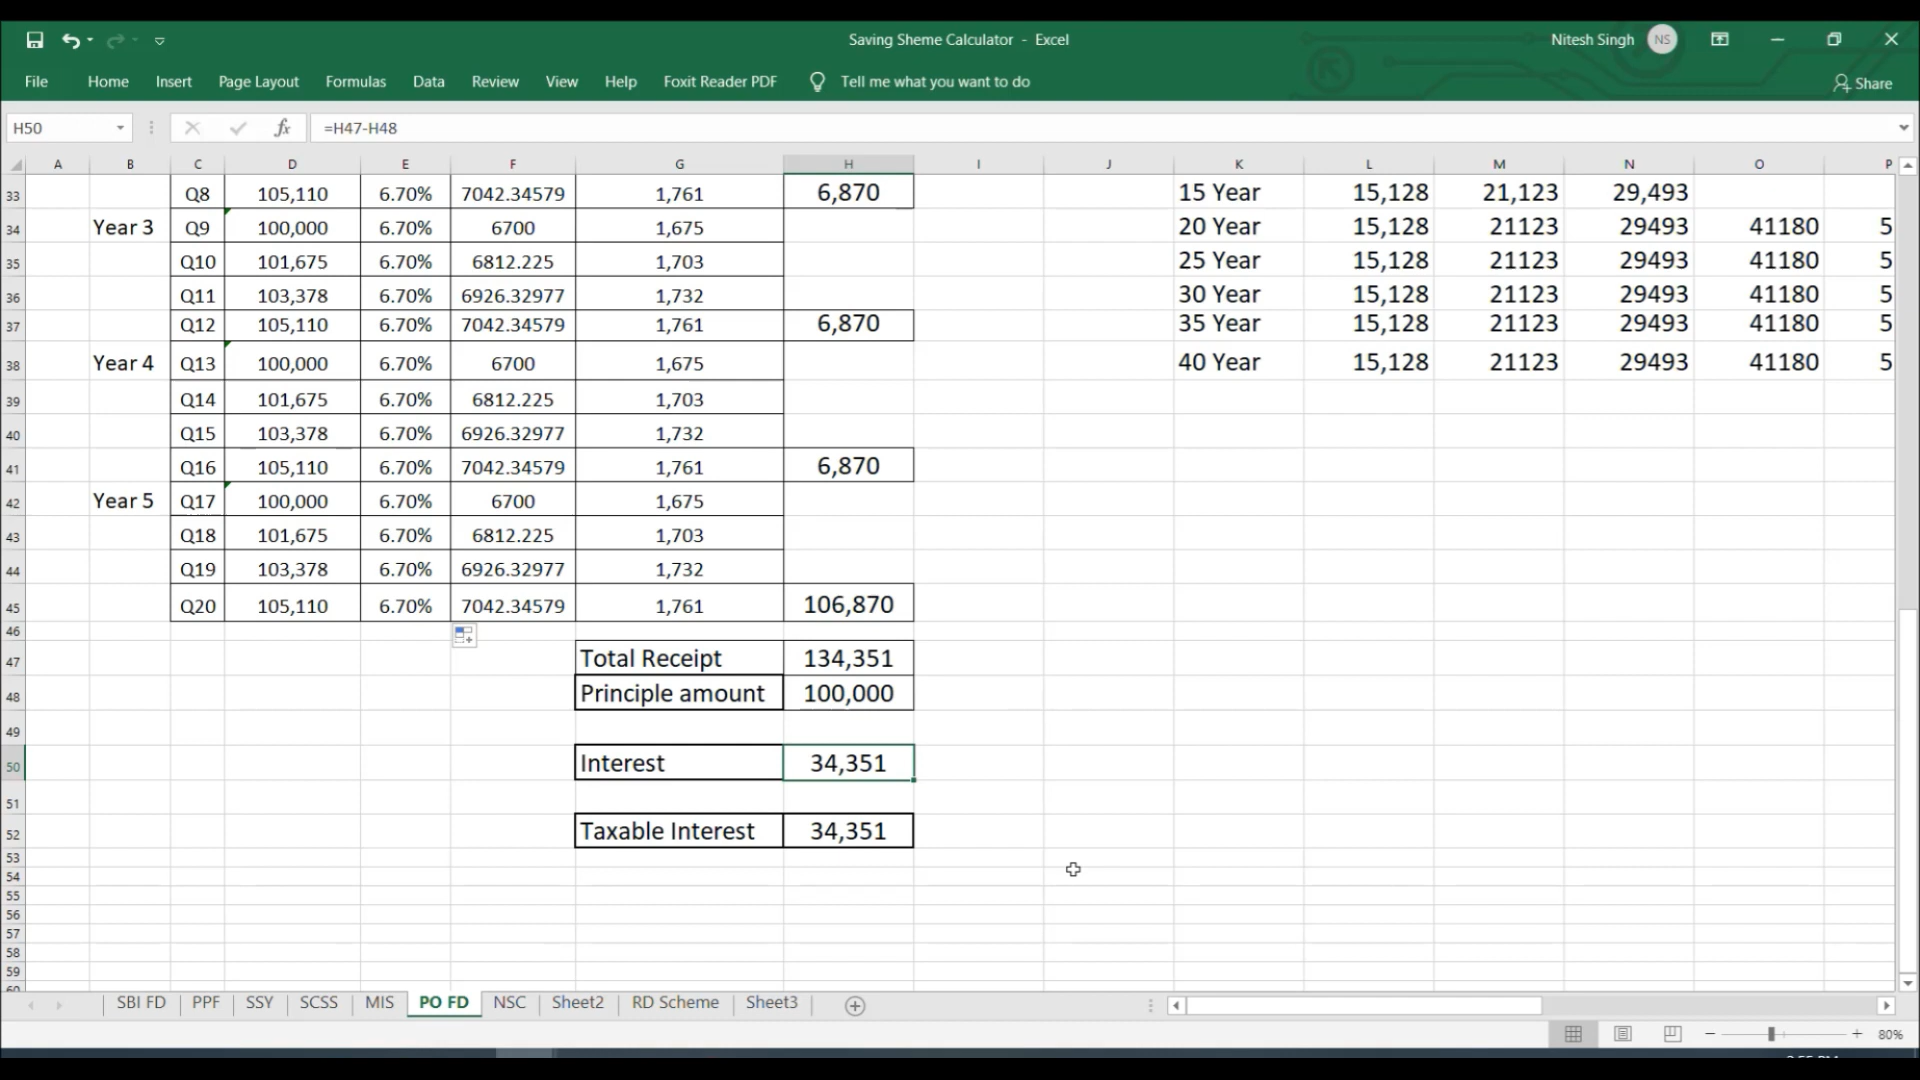 Saving Sheme Calculator - Excel
Nitesh Singh NS
File Home Insert Page Layout Formulas Data Review View Help Foxit Reader PDF Tell me what you want to do Share
H50 fx =H47-H48
A B C D E F G H I J K L M N O P
33 Q8 105,110 6.70% 7042.34579 1,761 6,870 15 Year 15,128 21,123 29,493
34 Year 3 Q9 100,000 6.70% 6700 1,675 20 Year 15,128 21123 29493 41180 5
35 Q10 101,675 6.70% 6812.225 1,703 25 Year 15,128 21123 29493 41180 5
36 Q11 103,378 6.70% 6926.32977 1,732 30 Year 15,128 21123 29493 41180 5
37 Q12 105,110 6.70% 7042.34579 1,761 6,870 35 Year 15,128 21123 29493 41180 5
38 Year 4 Q13 100,000 6.70% 6700 1,675 40 Year 15,128 21123 29493 41180 5
39 Q14 101,675 6.70% 6812.225 1,703
40 Q15 103,378 6.70% 6926.32977 1,732
41 Q16 105,110 6.70% 7042.34579 1,761 6,870
42 Year 5 Q17 100,000 6.70% 6700 1,675
43 Q18 101,675 6.70% 6812.225 1,703
44 Q19 103,378 6.70% 6926.32977 1,732
45 Q20 105,110 6.70% 7042.34579 1,761 106,870
46
47 Total Receipt 134,351
48 Principle amount 100,000
49
50 Interest 34,351
51
52 Taxable Interest 34,351
53
54
55
56
57
58
59
60
SBI FD PPF SSY SCSS MIS PO FD NSC Sheet2 RD Scheme Sheet3
80%